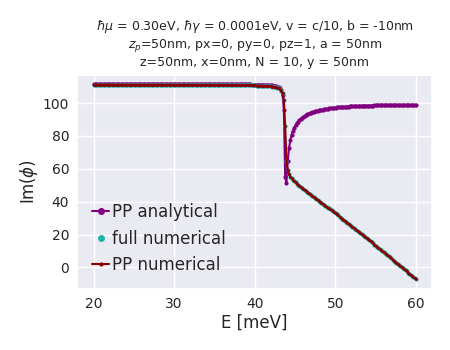 ℏμ = 0.30eV, ℏγ = 0.0001eV, v = c/10, b = -10nm
z_p=50nm, px=0, py=0, pz=1, a = 50nm
z=50nm, x=0nm, N = 10, y = 50nm
Im(ϕ)
100
80
60
40
20
0
PP analytical
full numerical
PP numerical
20 30 40 50 60
E [meV]